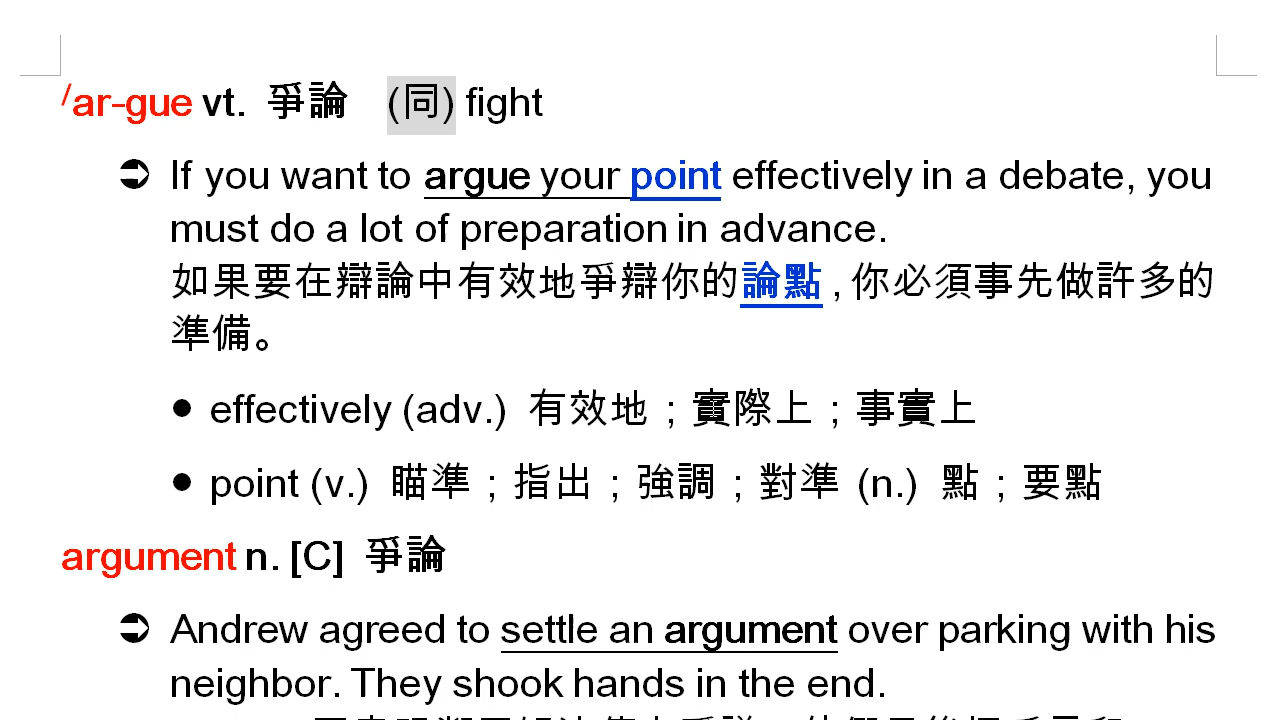 /ar-gue vt. 爭論 (同) fight
➲ If you want to argue your point effectively in a debate, you
must do a lot of preparation in advance.
如果要在辯論中有效地爭辯你的論點，你必須事先做許多的
準備。
● effectively (adv.) 有效地；實際上；事實上
● point (v.) 瞄準；指出；強調；對準 (n.) 點；要點
argument n. [C] 爭論
➲ Andrew agreed to settle an argument over parking with his
neighbor. They shook hands in the end.